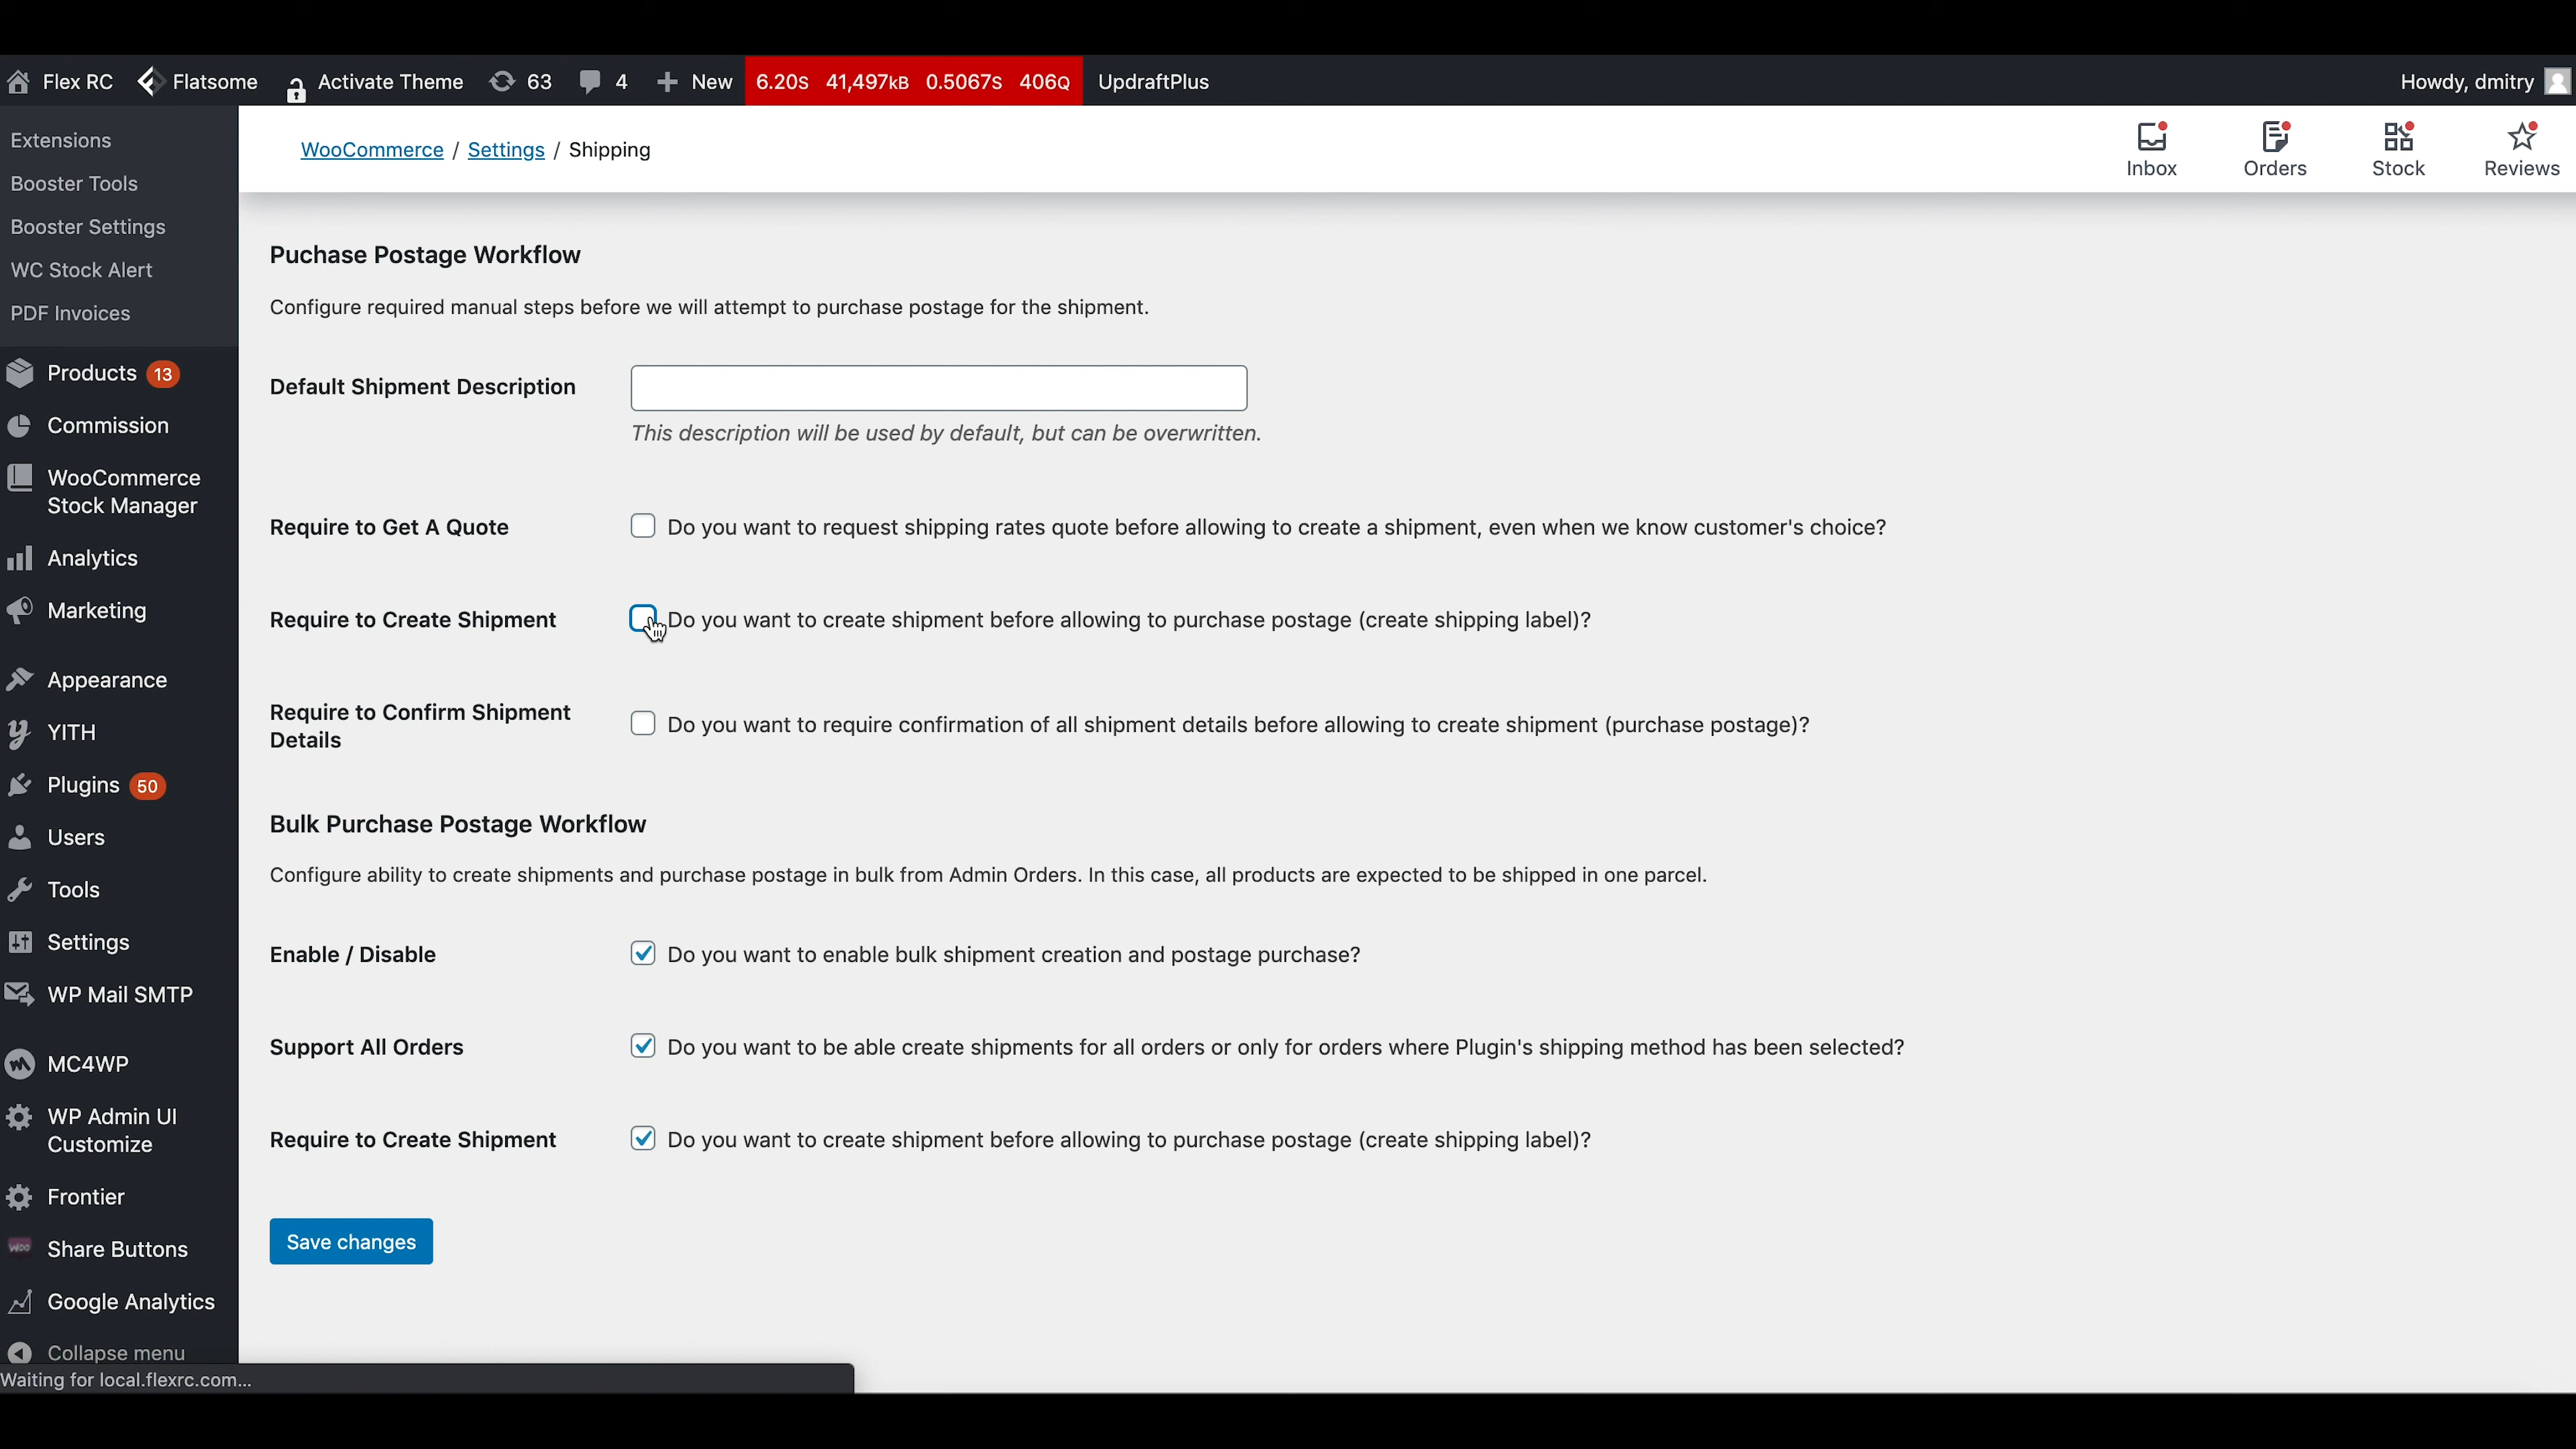 Flex RC Flatsome Activate Theme 63 4 New 6.20S 41,497KB 0.5067S 406Q UpdraftPlus Howdy, dmitry
Extensions
Booster Tools
Booster Settings
WC Stock Alert
PDF Invoices
Products 13
Commission
WooCommerce
Stock Manager
Analytics
Marketing
Appearance
YITH
Plugins 50
Users
Tools
Settings
WP Mail SMTP
MC4WP
WP Admin UI
Customize
Frontier
Share Buttons
Google Analytics
Collapse menu
Waiting for local.flexrc.com...
WooCommerce / Settings / Shipping
Inbox Orders Stock Reviews
Puchase Postage Workflow
Configure required manual steps before we will attempt to purchase postage for the shipment.
Default Shipment Description
This description will be used by default, but can be overwritten.
Require to Get A Quote Do you want to request shipping rates quote before allowing to create a shipment, even when we know customer's choice?
Require to Create Shipment Do you want to create shipment before allowing to purchase postage (create shipping label)?
Require to Confirm Shipment
Details
Do you want to require confirmation of all shipment details before allowing to create shipment (purchase postage)?
Bulk Purchase Postage Workflow
Configure ability to create shipments and purchase postage in bulk from Admin Orders. In this case, all products are expected to be shipped in one parcel.
Enable / Disable Do you want to enable bulk shipment creation and postage purchase?
Support All Orders Do you want to be able create shipments for all orders or only for orders where Plugin's shipping method has been selected?
Require to Create Shipment Do you want to create shipment before allowing to purchase postage (create shipping label)?
Save changes